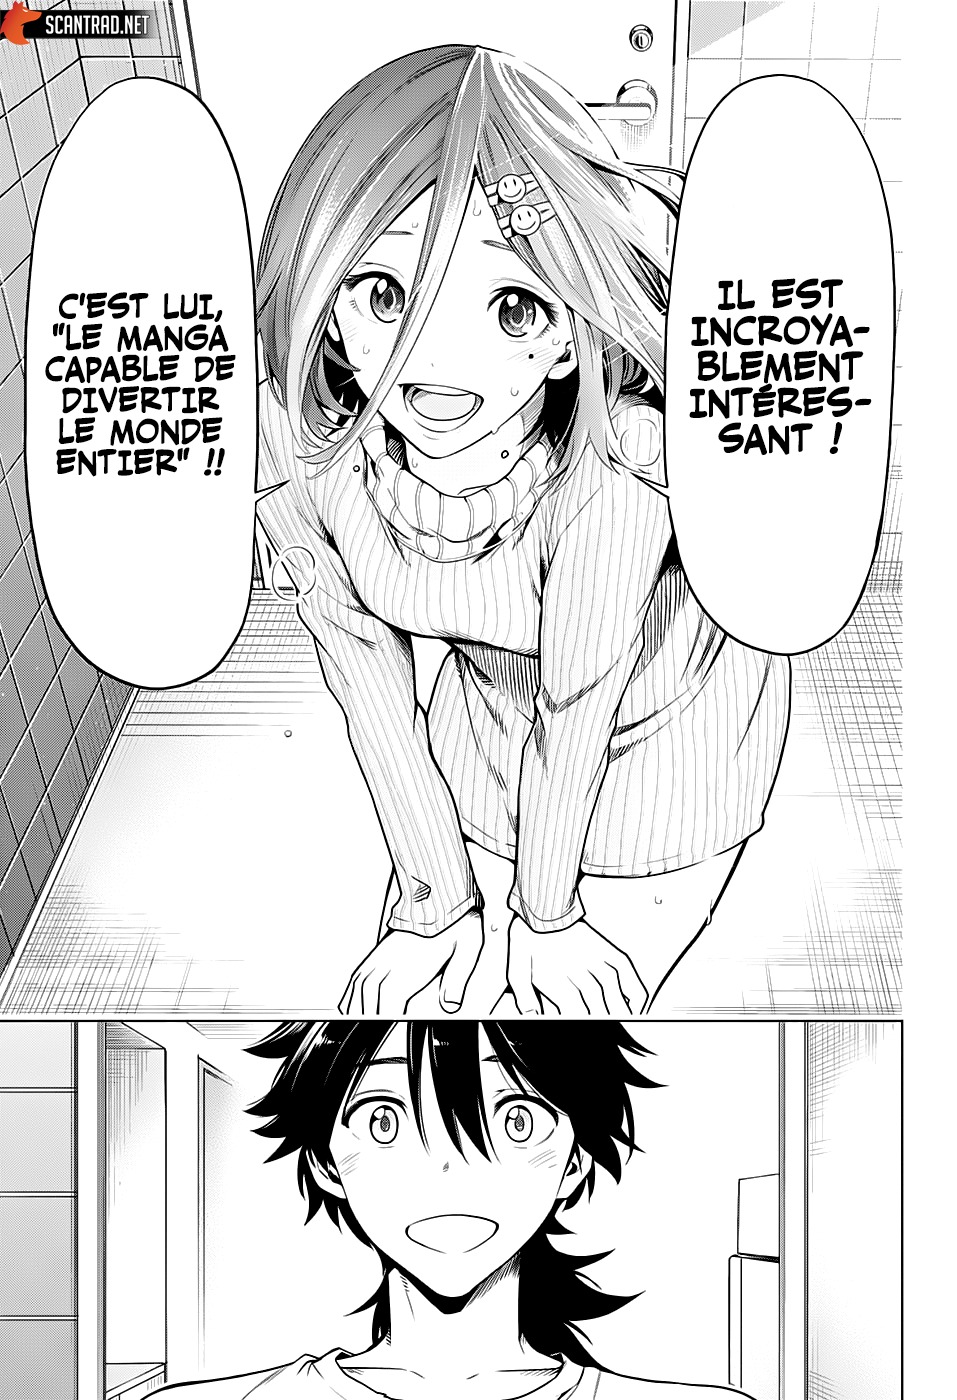 SCANTRAD.NET
IL EST
INCROYA-
BLEMENT
INTÉRES-
SANT !
C'EST LUI,
"LE MANGA
CAPABLE DE
DIVERTIR
LE MONDE
ENTIER" !!